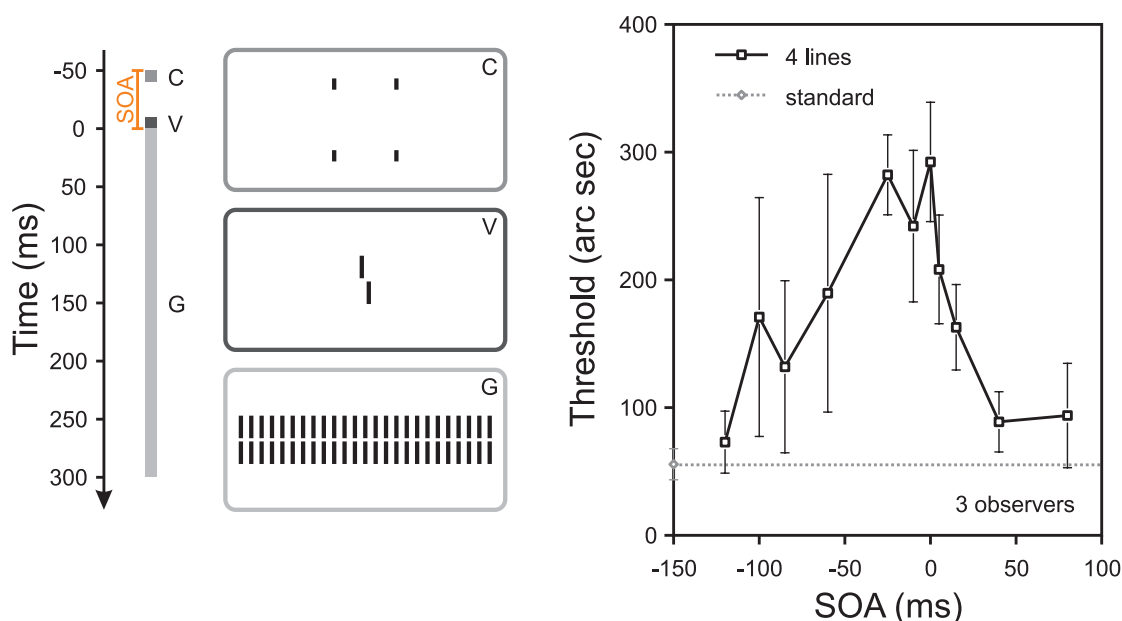 Time (ms)
-50
0
50
100
150
200
250
300
SOA
C
V
G
C
V
G
Threshold (arc sec)
400
300
200
100
0
4 lines
standard
3 observers
-150
-100
-50
0
50
100
SOA (ms)